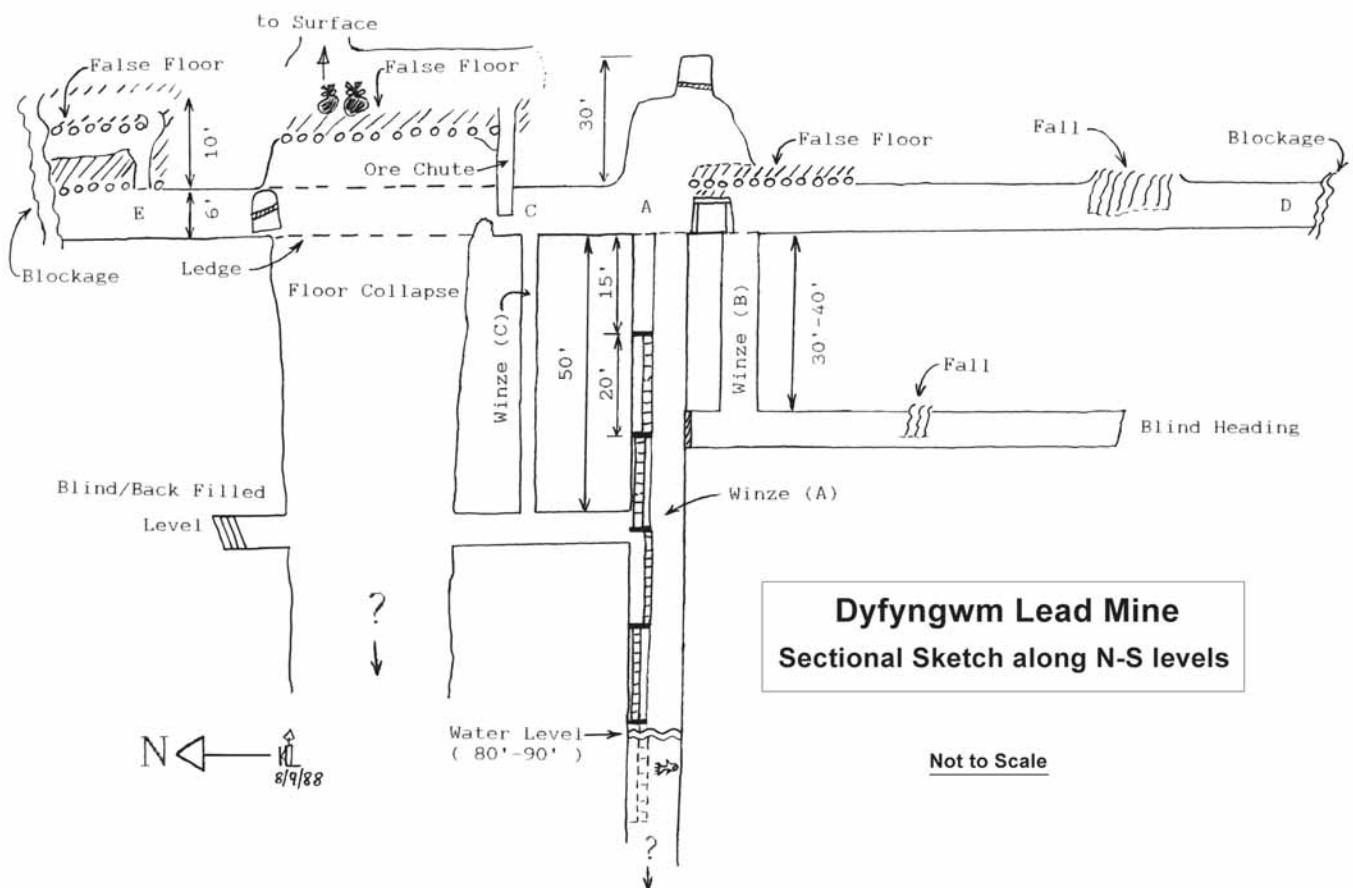 to Surface
False Floor
False Floor
30'
10'
False Floor
Fall
Blockage
Ore Chute
6'
E
C
A
D
Blockage
Ledge
Floor Collapse
Winze (C)
50'
15'
20'
Winze (B)
30'-40'
Fall
Blind Heading
Blind/Back Filled
Level
Winze (A)
?
Dyfyngwm Lead Mine
Sectional Sketch along N-S levels
Water Level
( 80'-90' )
N
8/9/88
Not to Scale
?